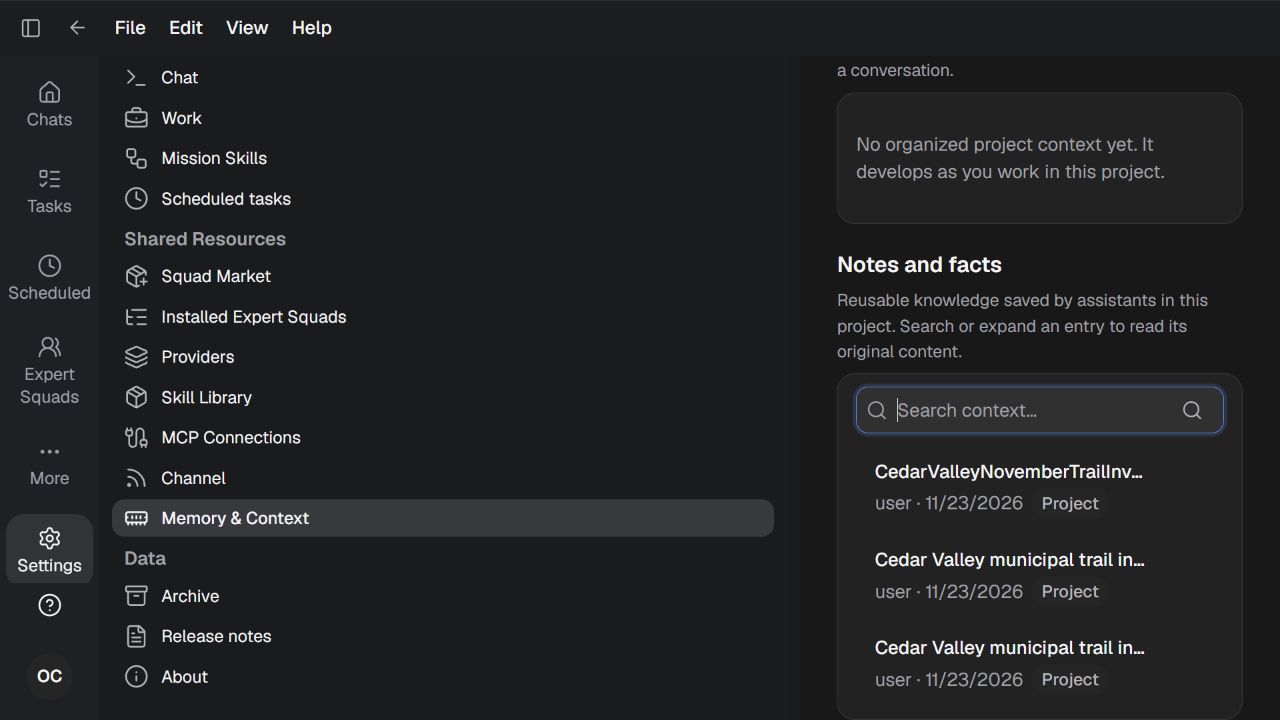 File Edit View Help
Chats
Tasks
Scheduled
Expert
Squads
More
Settings
OC
Chat
Work
Mission Skills
Scheduled tasks
Shared Resources
Squad Market
Installed Expert Squads
Providers
Skill Library
MCP Connections
Channel
Memory & Context
Data
Archive
Release notes
About
a conversation.
No organized project context yet. It
develops as you work in this project.
Notes and facts
Reusable knowledge saved by assistants in this
project. Search or expand an entry to read its
original content.
Search context...
CedarValleyNovemberTrailInv...
user · 11/23/2026 Project
Cedar Valley municipal trail in...
user · 11/23/2026 Project
Cedar Valley municipal trail in...
user · 11/23/2026 Project